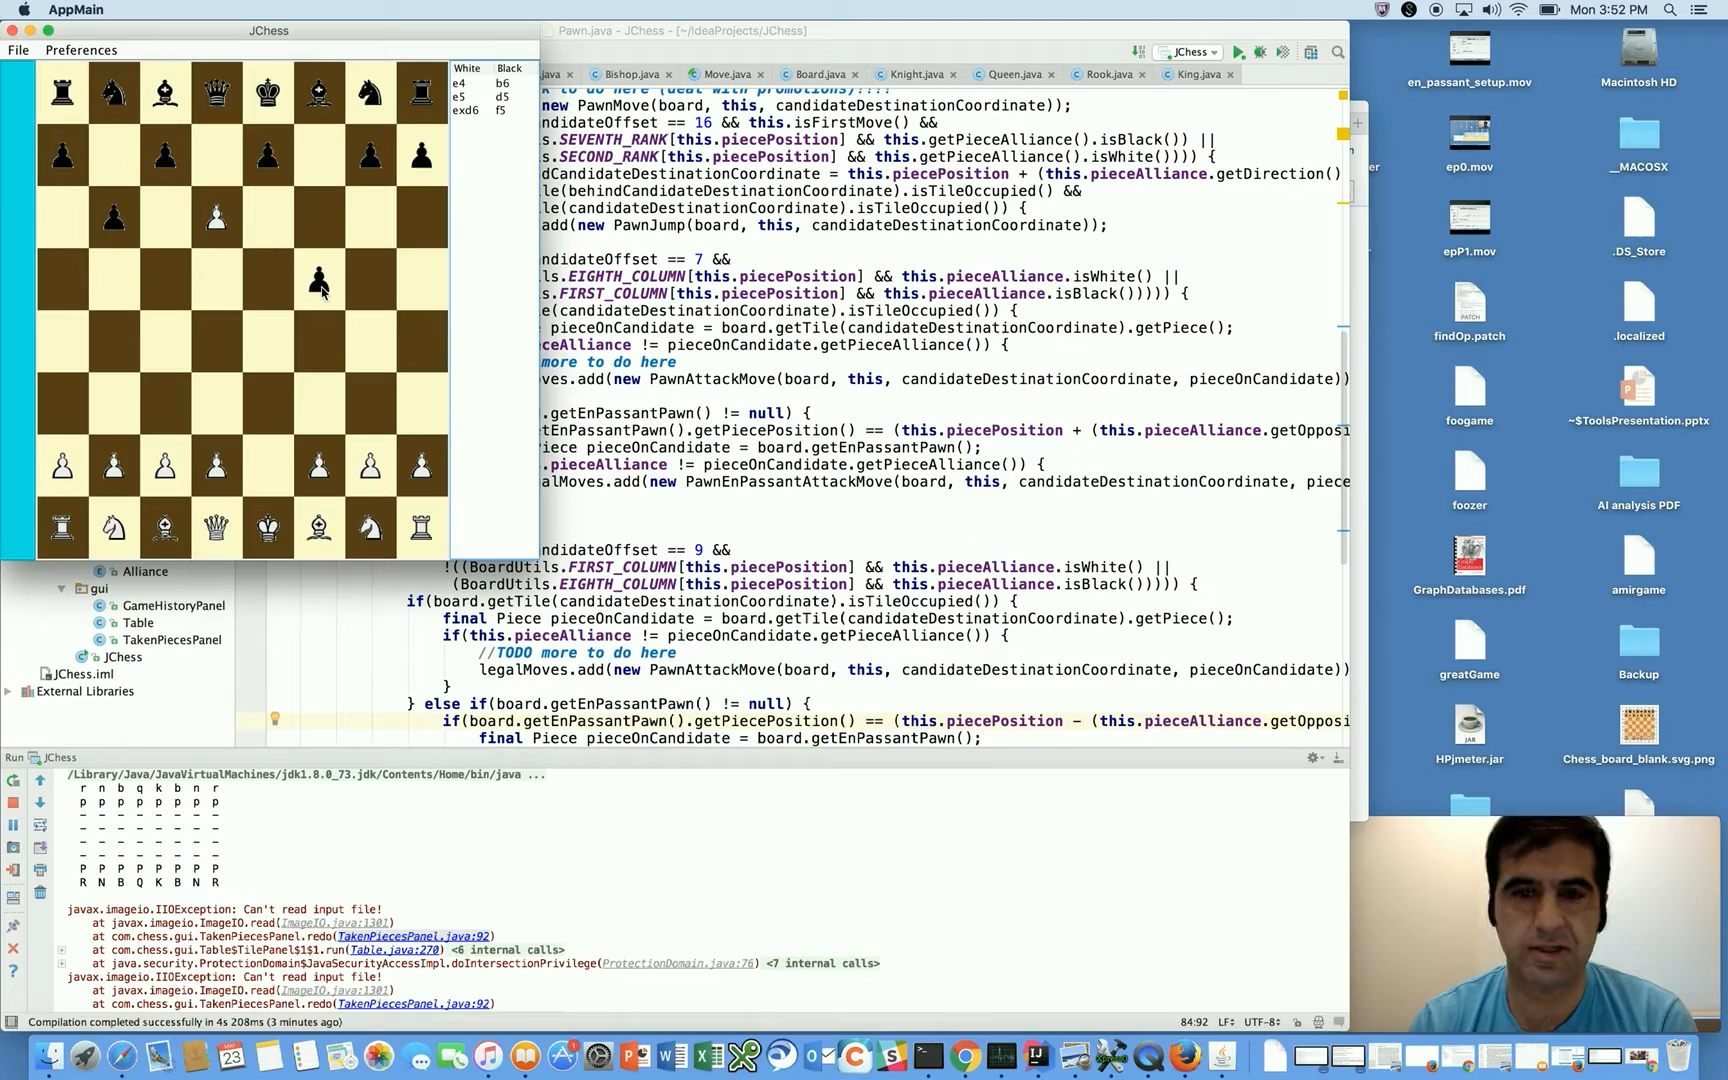 AppMain
Mon 3:52 PM
JChess
Pawn.java - JChess - [~/IdeaProjects/JChess]
File Preferences
JChess
White Black
e4 b6
e5 d5
exd6 f5
.java Bishop.java Move.java Board.java Knight.java Queen.java Rook.java King.java
k to do here (deal with promotions)!!!!
new PawnMove(board, this, candidateDestinationCoordinate));
ndidateOffset == 16 && this.isFirstMove() &&
s.SEVENTH_RANK[this.piecePosition] && this.getPieceAlliance().isBlack()) ||
s.SECOND_RANK[this.piecePosition] && this.getPieceAlliance().isWhite()))) {
dCandidateDestinationCoordinate = this.piecePosition + (this.pieceAlliance.getDirection()
le(behindCandidateDestinationCoordinate).isTileOccupied() &&
le(candidateDestinationCoordinate).isTileOccupied()) {
add(new PawnJump(board, this, candidateDestinationCoordinate));
ndidateOffset == 7 &&
ls.EIGHTH_COLUMN[this.piecePosition] && this.pieceAlliance.isWhite() ||
s.FIRST_COLUMN[this.piecePosition] && this.pieceAlliance.isBlack()))) {
e(candidateDestinationCoordinate).isTileOccupied()) {
e pieceOnCandidate = board.getTile(candidateDestinationCoordinate).getPiece();
eAlliance != pieceOnCandidate.getPieceAlliance()) {
more to do here
ves.add(new PawnAttackMove(board, this, candidateDestinationCoordinate, pieceOnCandidate))
.getEnPassantPawn() != null) {
EnPassantPawn().getPiecePosition() == (this.piecePosition + (this.pieceAlliance.getOpposi
Piece pieceOnCandidate = board.getEnPassantPawn();
s.pieceAlliance != pieceOnCandidate.getPieceAlliance()) {
alMoves.add(new PawnEnPassantAttackMove(board, this, candidateDestinationCoordinate, piece
ndidateOffset == 9 &&
!((BoardUtils.FIRST_COLUMN[this.piecePosition] && this.pieceAlliance.isWhite() ||
(BoardUtils.EIGHTH_COLUMN[this.piecePosition] && this.pieceAlliance.isBlack()))) {
if(board.getTile(candidateDestinationCoordinate).isTileOccupied()) {
final Piece pieceOnCandidate = board.getTile(candidateDestinationCoordinate).getPiece();
if(this.pieceAlliance != pieceOnCandidate.getPieceAlliance()) {
//TODO more to do here
legalMoves.add(new PawnAttackMove(board, this, candidateDestinationCoordinate, pieceOnCandidate))
}
} else if(board.getEnPassantPawn() != null) {
if(board.getEnPassantPawn().getPiecePosition() == (this.piecePosition - (this.pieceAlliance.getOpposi
final Piece pieceOnCandidate = board.getEnPassantPawn();
Alliance
gui
GameHistoryPanel
Table
TakenPiecesPanel
JChess
JChess.iml
External Libraries
Run JChess
/Library/Java/JavaVirtualMachines/jdk1.8.0_73.jdk/Contents/Home/bin/java ...
r n b q k b n r
p p p p p p p p
- - - - - - - -
- - - - - - - -
- - - - - - - -
- - - - - - - -
P P P P P P P P
R N B Q K B N R
javax.imageio.IIOException: Can't read input file!
at javax.imageio.ImageIO.read(ImageIO.java:1301)
at com.chess.gui.TakenPiecesPanel.redo(TakenPiecesPanel.java:92)
at com.chess.gui.Table$TilePanel$1$1.run(Table.java:270) <6 internal calls>
at java.security.ProtectionDomain$JavaSecurityAccessImpl.doIntersectionPrivilege(ProtectionDomain.java:76) <7 internal calls>
javax.imageio.IIOException: Can't read input file!
at javax.imageio.ImageIO.read(ImageIO.java:1301)
at com.chess.gui.TakenPiecesPanel.redo(TakenPiecesPanel.java:92)
Compilation completed successfully in 4s 208ms (3 minutes ago)
84:92 LF UTF-8
en_passant_setup.mov
Macintosh HD
ep0.mov
__MACOSX
epP1.mov
.DS_Store
PATCH
findOp.patch
.localized
foogame
~$ToolsPresentation.pptx
foozer
AI analysis PDF
GraphDatabases.pdf
amirgame
greatGame
Backup
JAR
HPjmeter.jar
Chess_board_blank.svg.png
MAY
23